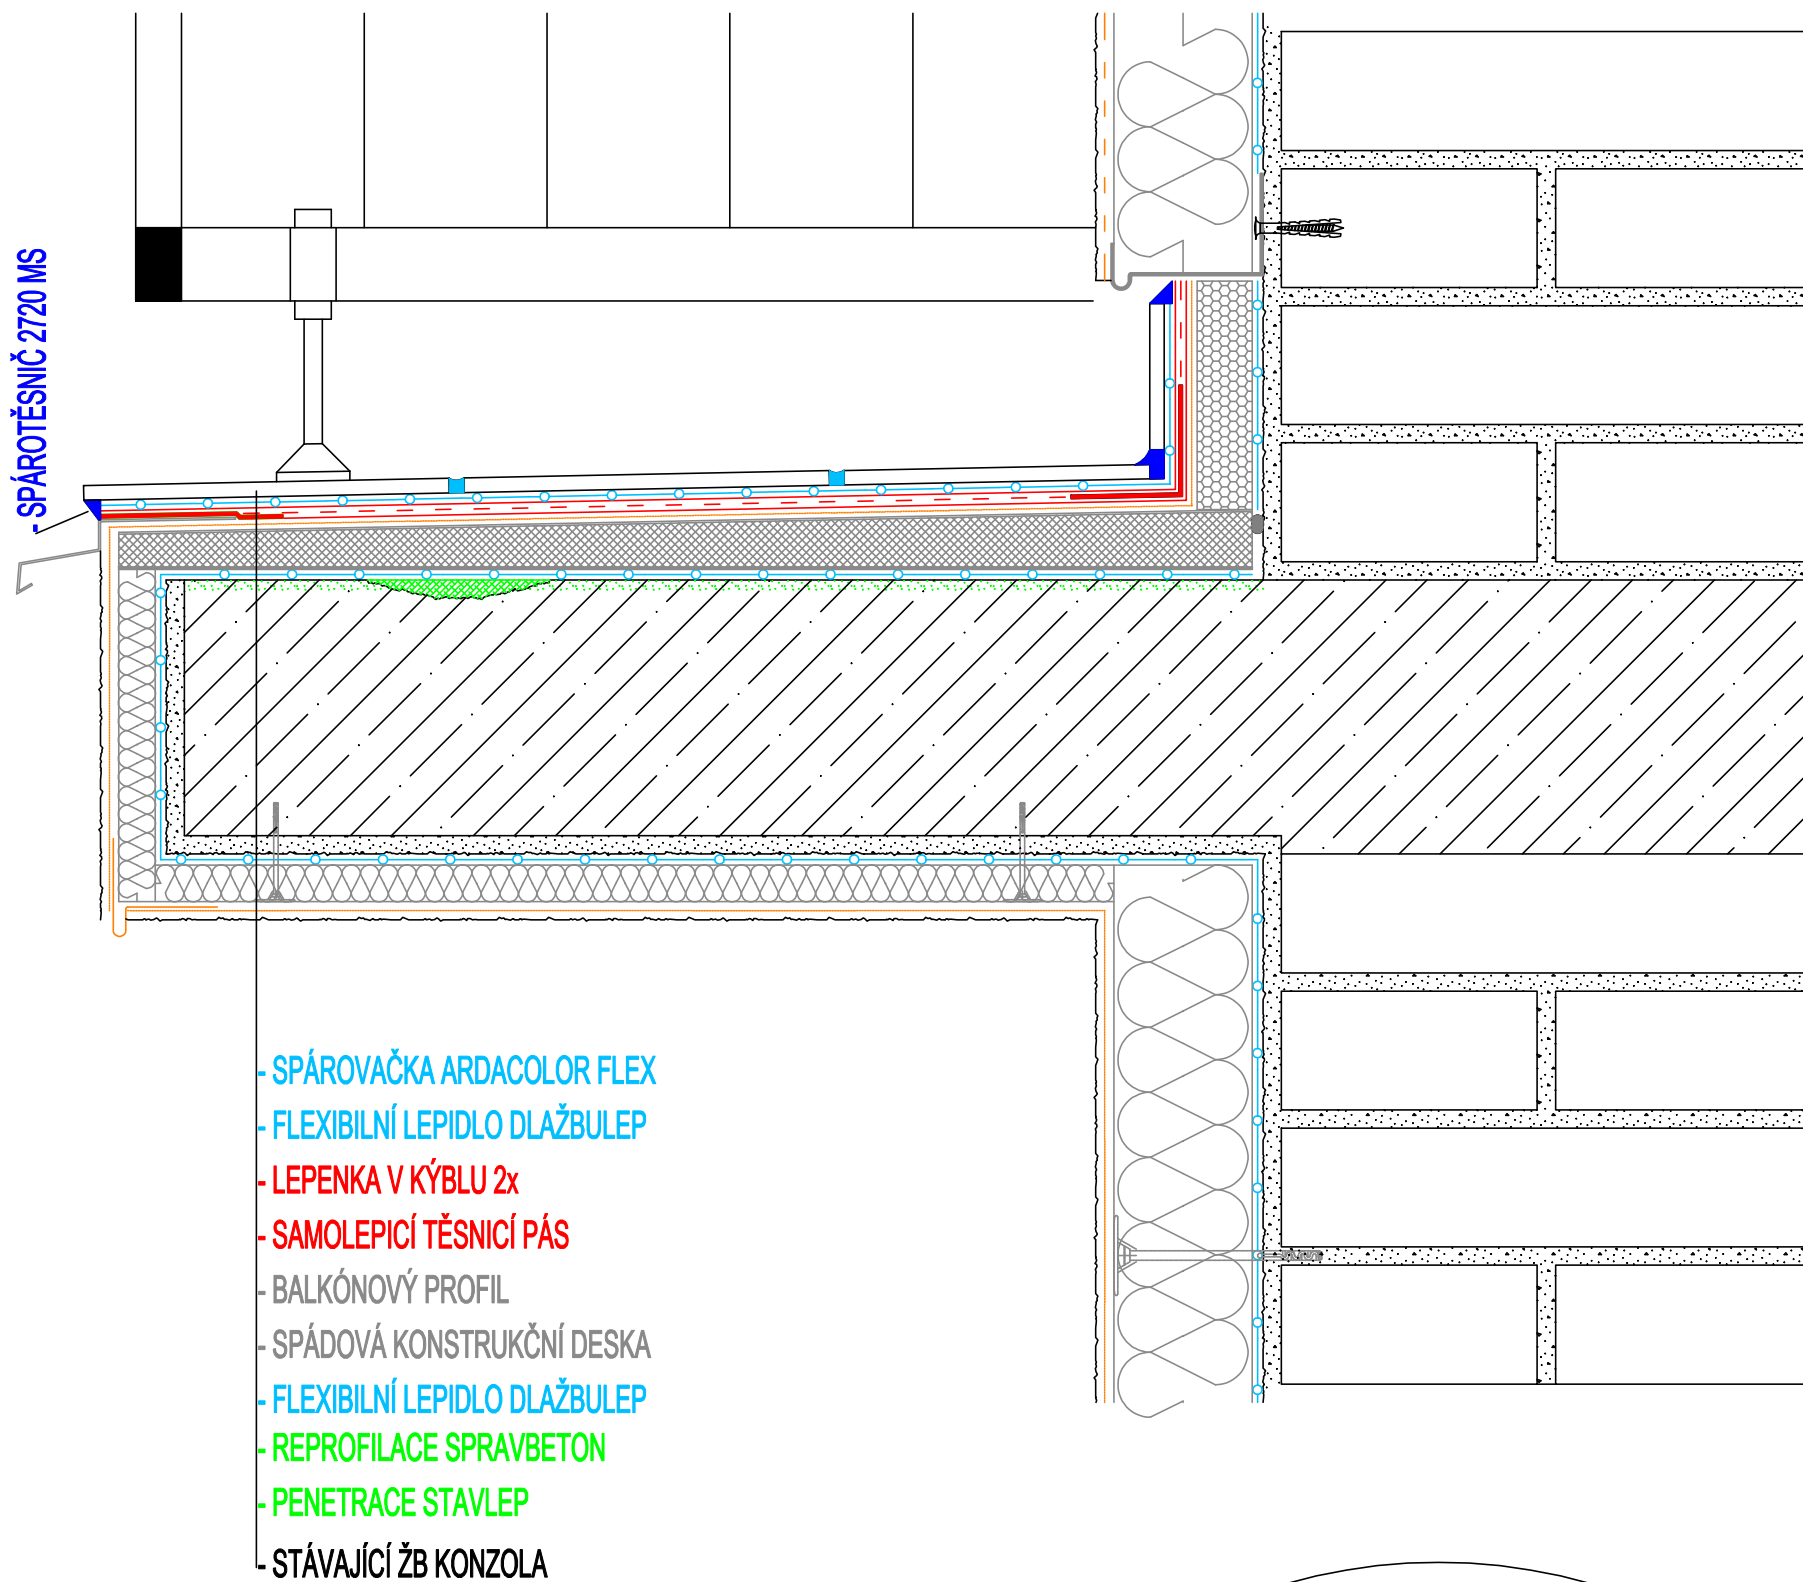 - SPÁROTĚSNIČ 2720 MS
- SPÁROVAČKA ARDACOLOR FLEX
- FLEXIBILNÍ LEPIDLO DLAŽBULEP
- LEPENKA V KÝBLU 2x
- SAMOLEPICÍ TĚSNICÍ PÁS
- BALKÓNOVÝ PROFIL
- SPÁDOVÁ KONSTRUKČNÍ DESKA
- FLEXIBILNÍ LEPIDLO DLAŽBULEP
- REPROFILACE SPRAVBETON
- PENETRACE STAVLEP
- STÁVAJÍCÍ ŽB KONZOLA